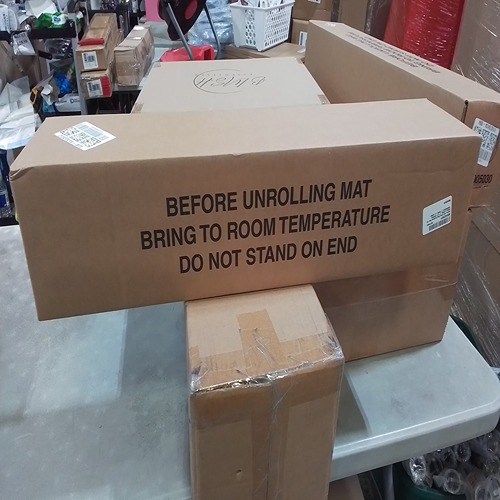 BEFORE UNROLLING MAT
BRING TO ROOM TEMPERATURE
DO NOT STAND ON END